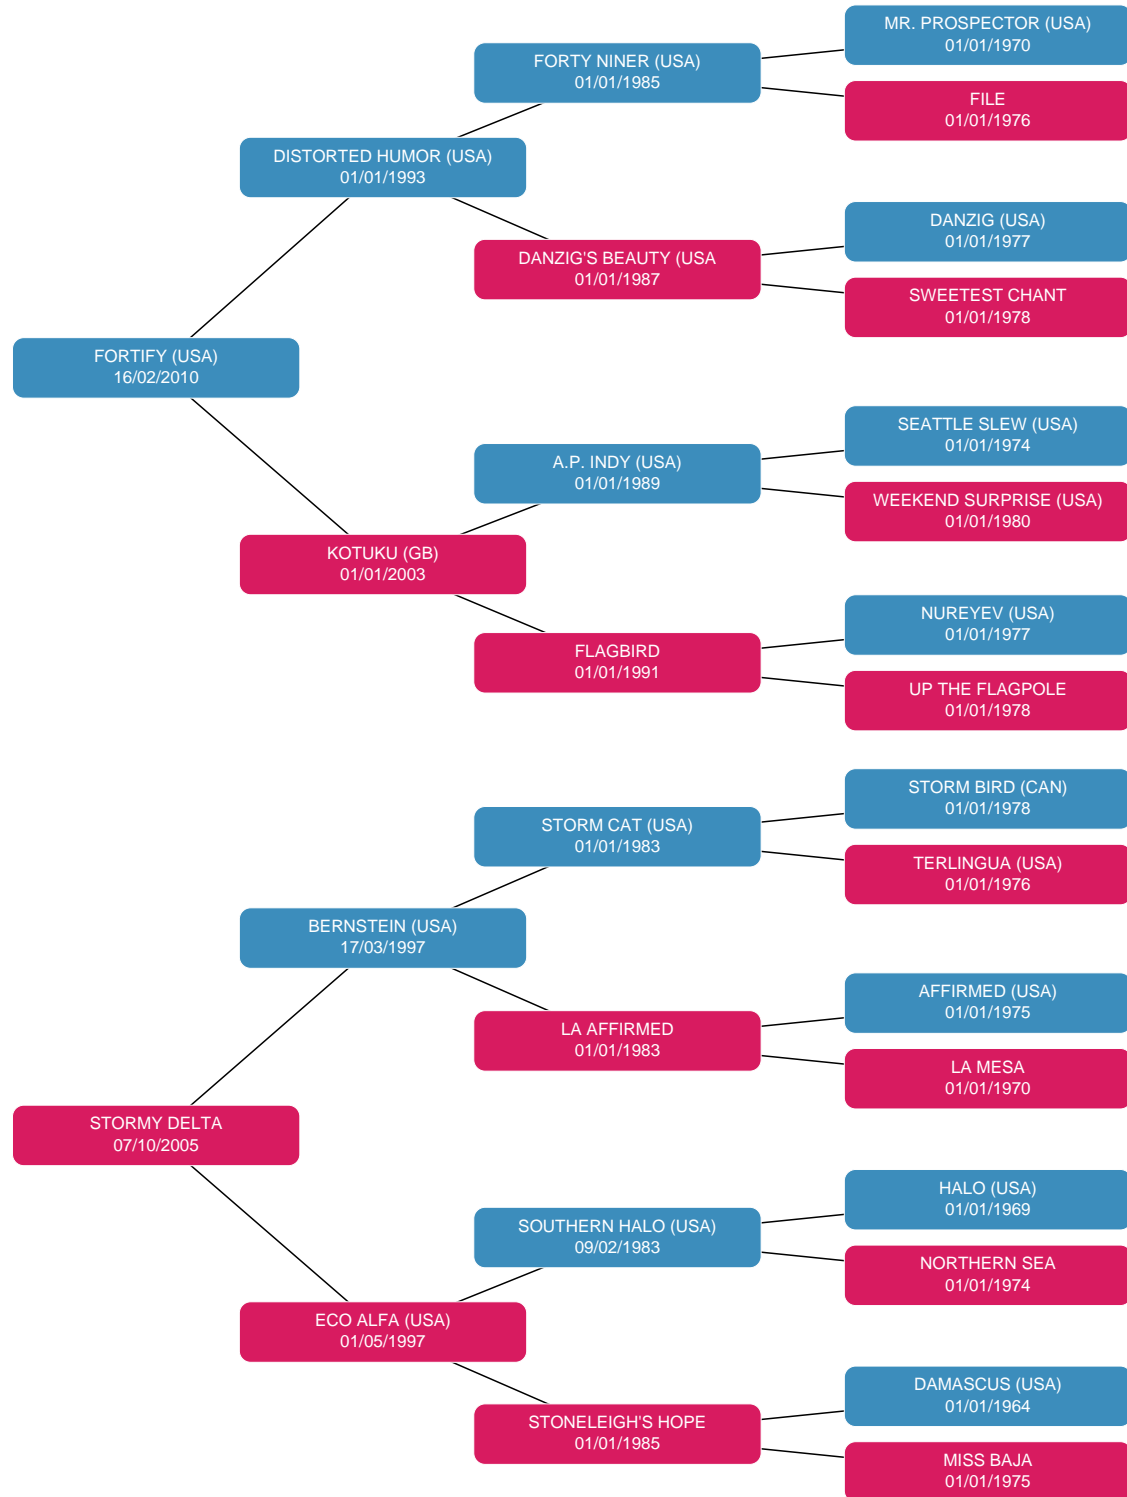 MR. PROSPECTOR (USA)
01/01/1970
FORTY NINER (USA)
01/01/1985
FILE
01/01/1976
DISTORTED HUMOR (USA)
01/01/1993
DANZIG (USA)
01/01/1977
DANZIG'S BEAUTY (USA
01/01/1987
SWEETEST CHANT
01/01/1978
FORTIFY (USA)
16/02/2010
SEATTLE SLEW (USA)
01/01/1974
A.P. INDY (USA)
01/01/1989
WEEKEND SURPRISE (USA)
01/01/1980
KOTUKU (GB)
01/01/2003
NUREYEV (USA)
01/01/1977
FLAGBIRD
01/01/1991
UP THE FLAGPOLE
01/01/1978
STORM BIRD (CAN)
01/01/1978
STORM CAT (USA)
01/01/1983
TERLINGUA (USA)
01/01/1976
BERNSTEIN (USA)
17/03/1997
AFFIRMED (USA)
01/01/1975
LA AFFIRMED
01/01/1983
LA MESA
01/01/1970
STORMY DELTA
07/10/2005
HALO (USA)
01/01/1969
SOUTHERN HALO (USA)
09/02/1983
NORTHERN SEA
01/01/1974
ECO ALFA (USA)
01/05/1997
DAMASCUS (USA)
01/01/1964
STONELEIGH'S HOPE
01/01/1985
MISS BAJA
01/01/1975